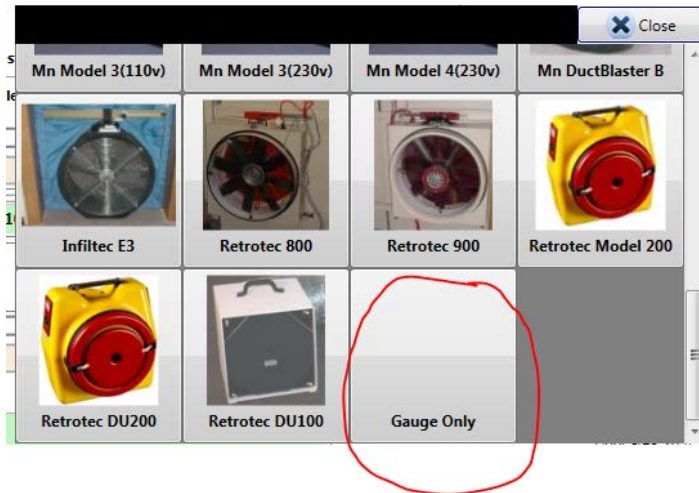 Close
Mn Model 3(110v)
Mn Model 3(230v)
Mn Model 4(230v)
Mn DuctBlaster B
Infiltec E3
Retrotec 800
Retrotec 900
Retrotec Model 200
Retrotec DU200
Retrotec DU100
Gauge Only